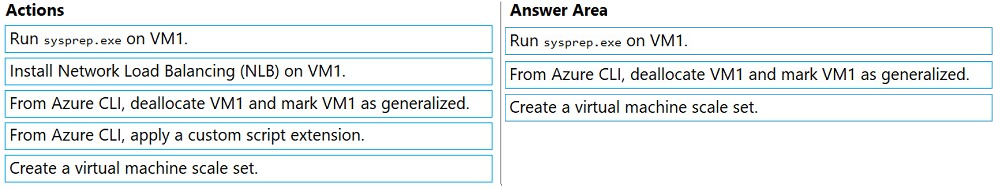 Actions
Run sysprep.exe on VM1.
Install Network Load Balancing (NLB) on VM1.
From Azure CLI, deallocate VM1 and mark VM1 as generalized.
From Azure CLI, apply a custom script extension.
Create a virtual machine scale set.
Answer Area
Run sysprep.exe on VM1.
From Azure CLI, deallocate VM1 and mark VM1 as generalized.
Create a virtual machine scale set.